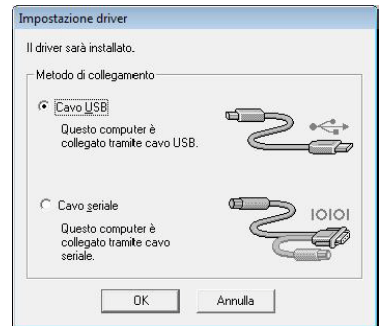 Impostazione driver
Il driver sarà installato.
Metodo di collegamento
Cavo USB
Questo computer è
collegato tramite cavo USB.
Cavo seriale
IOIOI
Questo computer è
collegato tramite cavo
seriale.
OK
Annulla